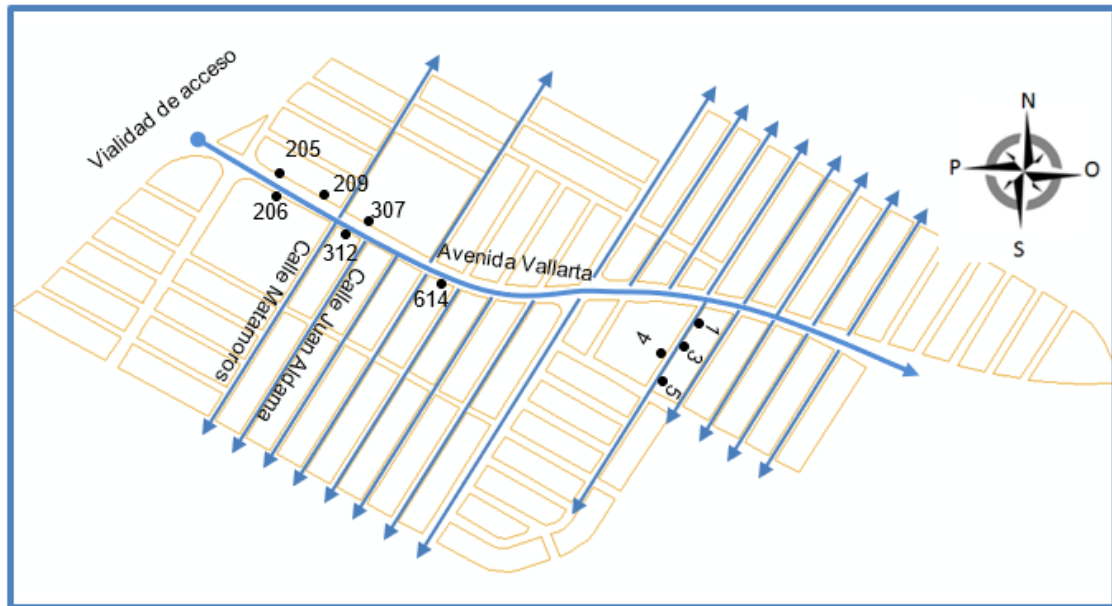 Vialidad de acceso
N
P
O
S
205
209
206
307
312
Avenida Vallarta
Calle Matamoros
Calle Juan Aldama
614
1
3
4
5